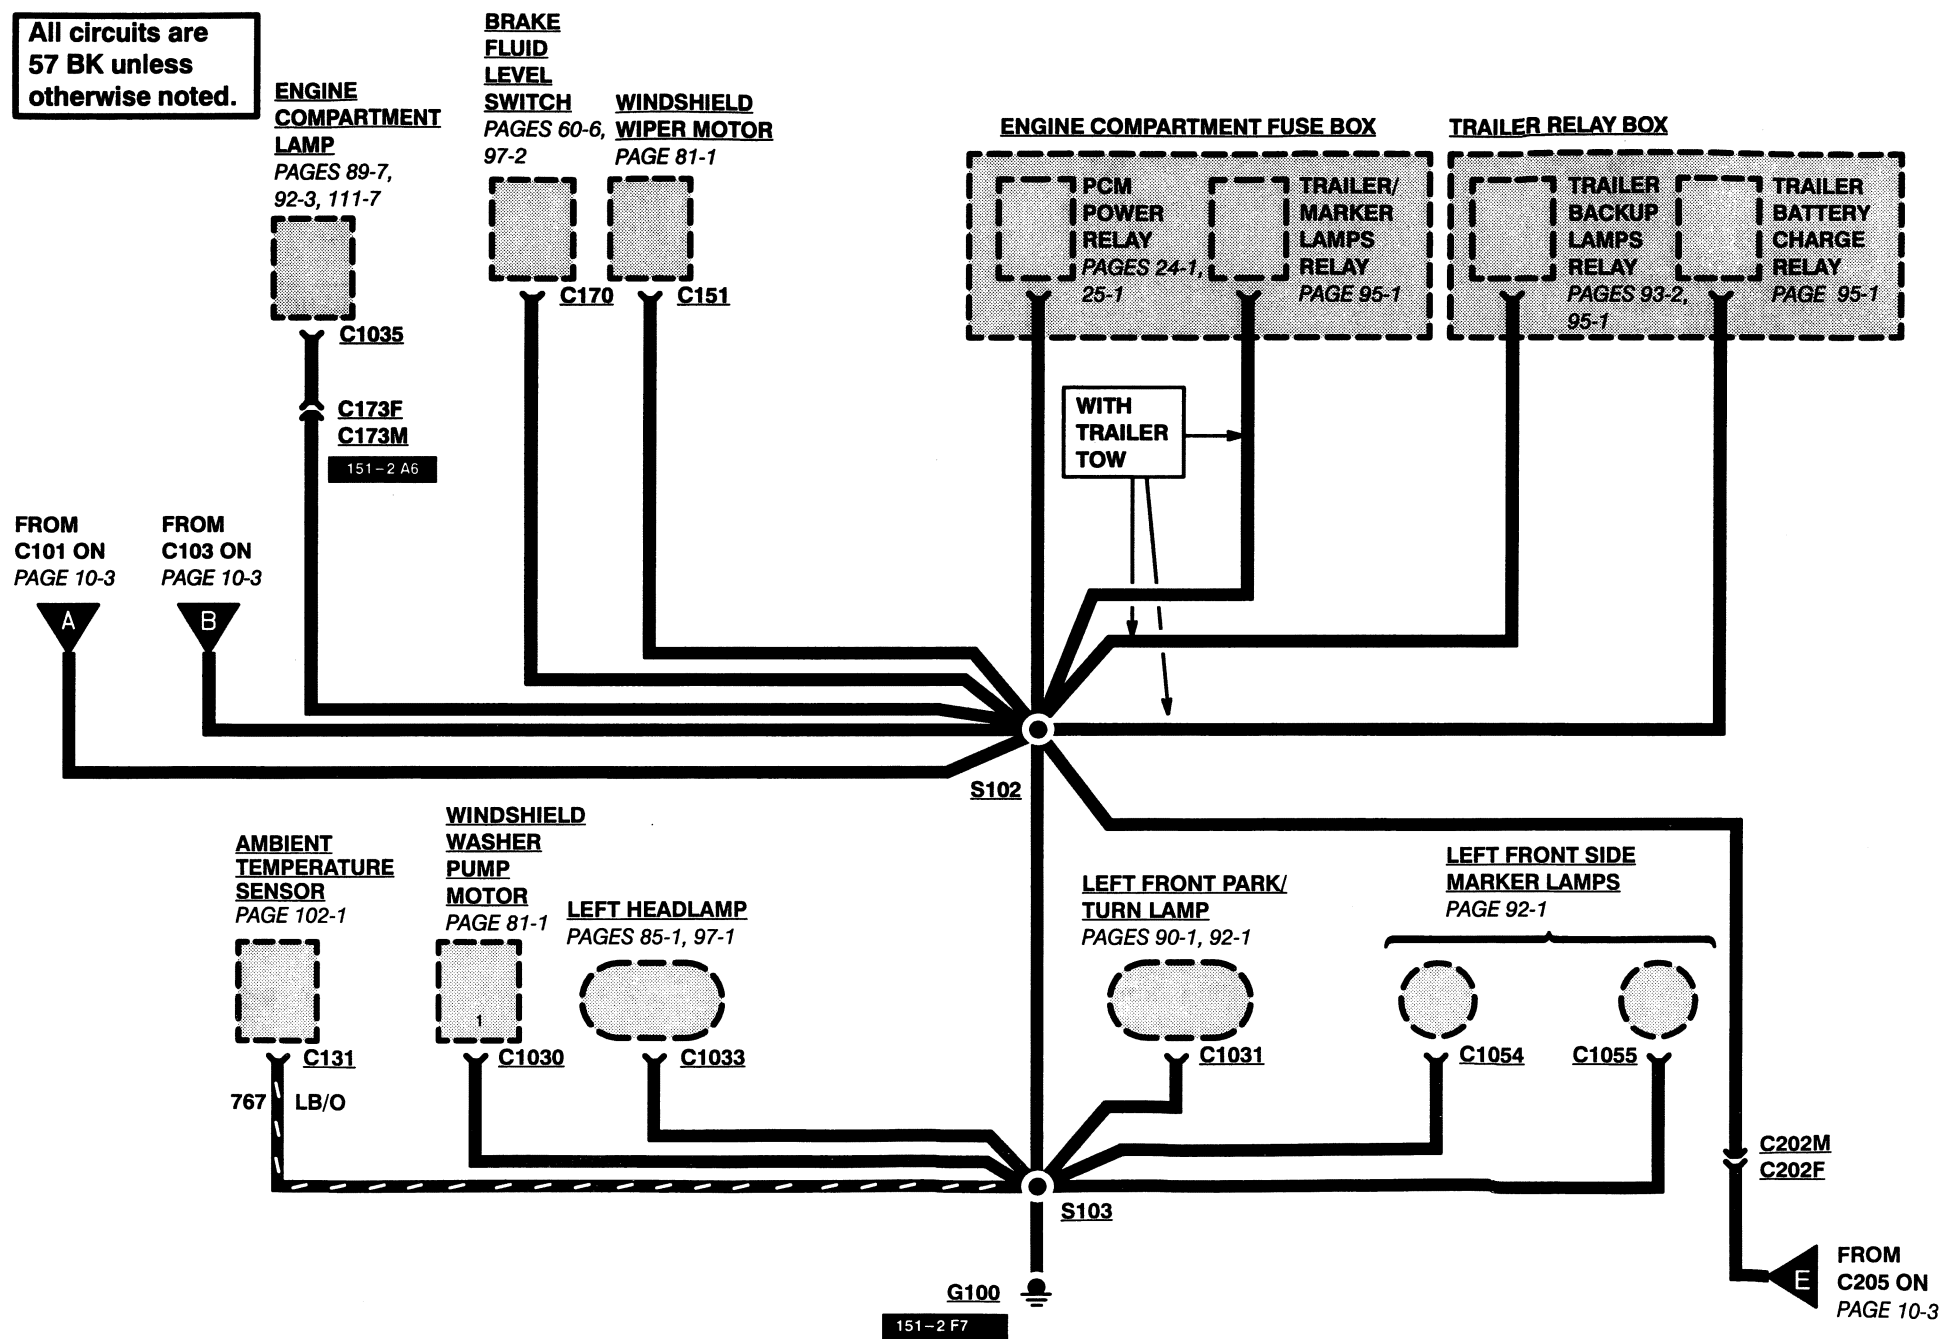 All circuits are
57 BK unless
otherwise noted.
ENGINE
COMPARTMENT
LAMP
PAGES 89-7,
92-3, 111-7
BRAKE
FLUID
LEVEL
SWITCH
PAGES 60-6,
97-2
WINDSHIELD
WIPER MOTOR
PAGE 81-1
ENGINE COMPARTMENT FUSE BOX
TRAILER RELAY BOX
PCM
POWER
RELAY
PAGES 24-1,
25-1
TRAILER/
MARKER
LAMPS
RELAY
PAGE 95-1
TRAILER
BACKUP
LAMPS
RELAY
PAGES 93-2,
95-1
TRAILER
BATTERY
CHARGE
RELAY
PAGE 95-1
C1035
C170
C151
C173F
C173M
151-2 A6
WITH
TRAILER
TOW
FROM
C101 ON
PAGE 10-3
A
FROM
C103 ON
PAGE 10-3
B
S102
AMBIENT
TEMPERATURE
SENSOR
PAGE 102-1
WINDSHIELD
WASHER
PUMP
MOTOR
PAGE 81-1
LEFT HEADLAMP
PAGES 85-1, 97-1
LEFT FRONT PARK/
TURN LAMP
PAGES 90-1, 92-1
LEFT FRONT SIDE
MARKER LAMPS
PAGE 92-1
1
C131
C1030
C1033
C1031
C1054
C1055
767 LB/O
C202M
C202F
S103
G100
151-2 F7
E
FROM
C205 ON
PAGE 10-3